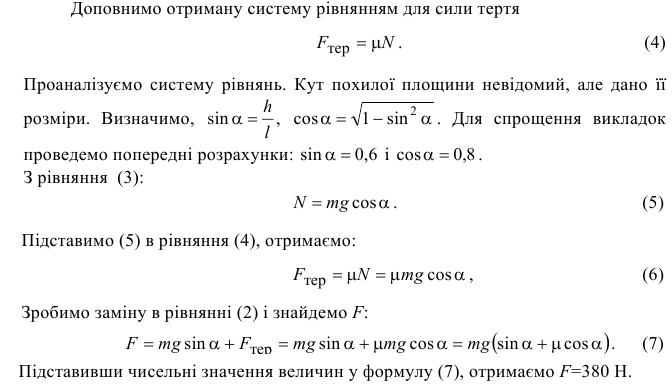 Доповнимо отриману систему рівнянням для сили тертя
Fтер = μN . (4)
Проаналізуємо систему рівнянь. Кут похилої площини невідомий, але дано її
розміри. Визначимо, sin α = h/l, cos α = √(1 − sin² α) . Для спрощення викладок
проведемо попередні розрахунки: sin α = 0,6 і cos α = 0,8 .
З рівняння (3):
N = mg cos α . (5)
Підставимо (5) в рівняння (4), отримаємо:
Fтер = μN = μmg cos α , (6)
Зробимо заміну в рівнянні (2) і знайдемо F:
F = mg sin α + Fтер = mg sin α + μmg cos α = mg(sin α + μ cos α). (7)
Підставивши чисельні значення величин у формулу (7), отримаємо F=380 Н.